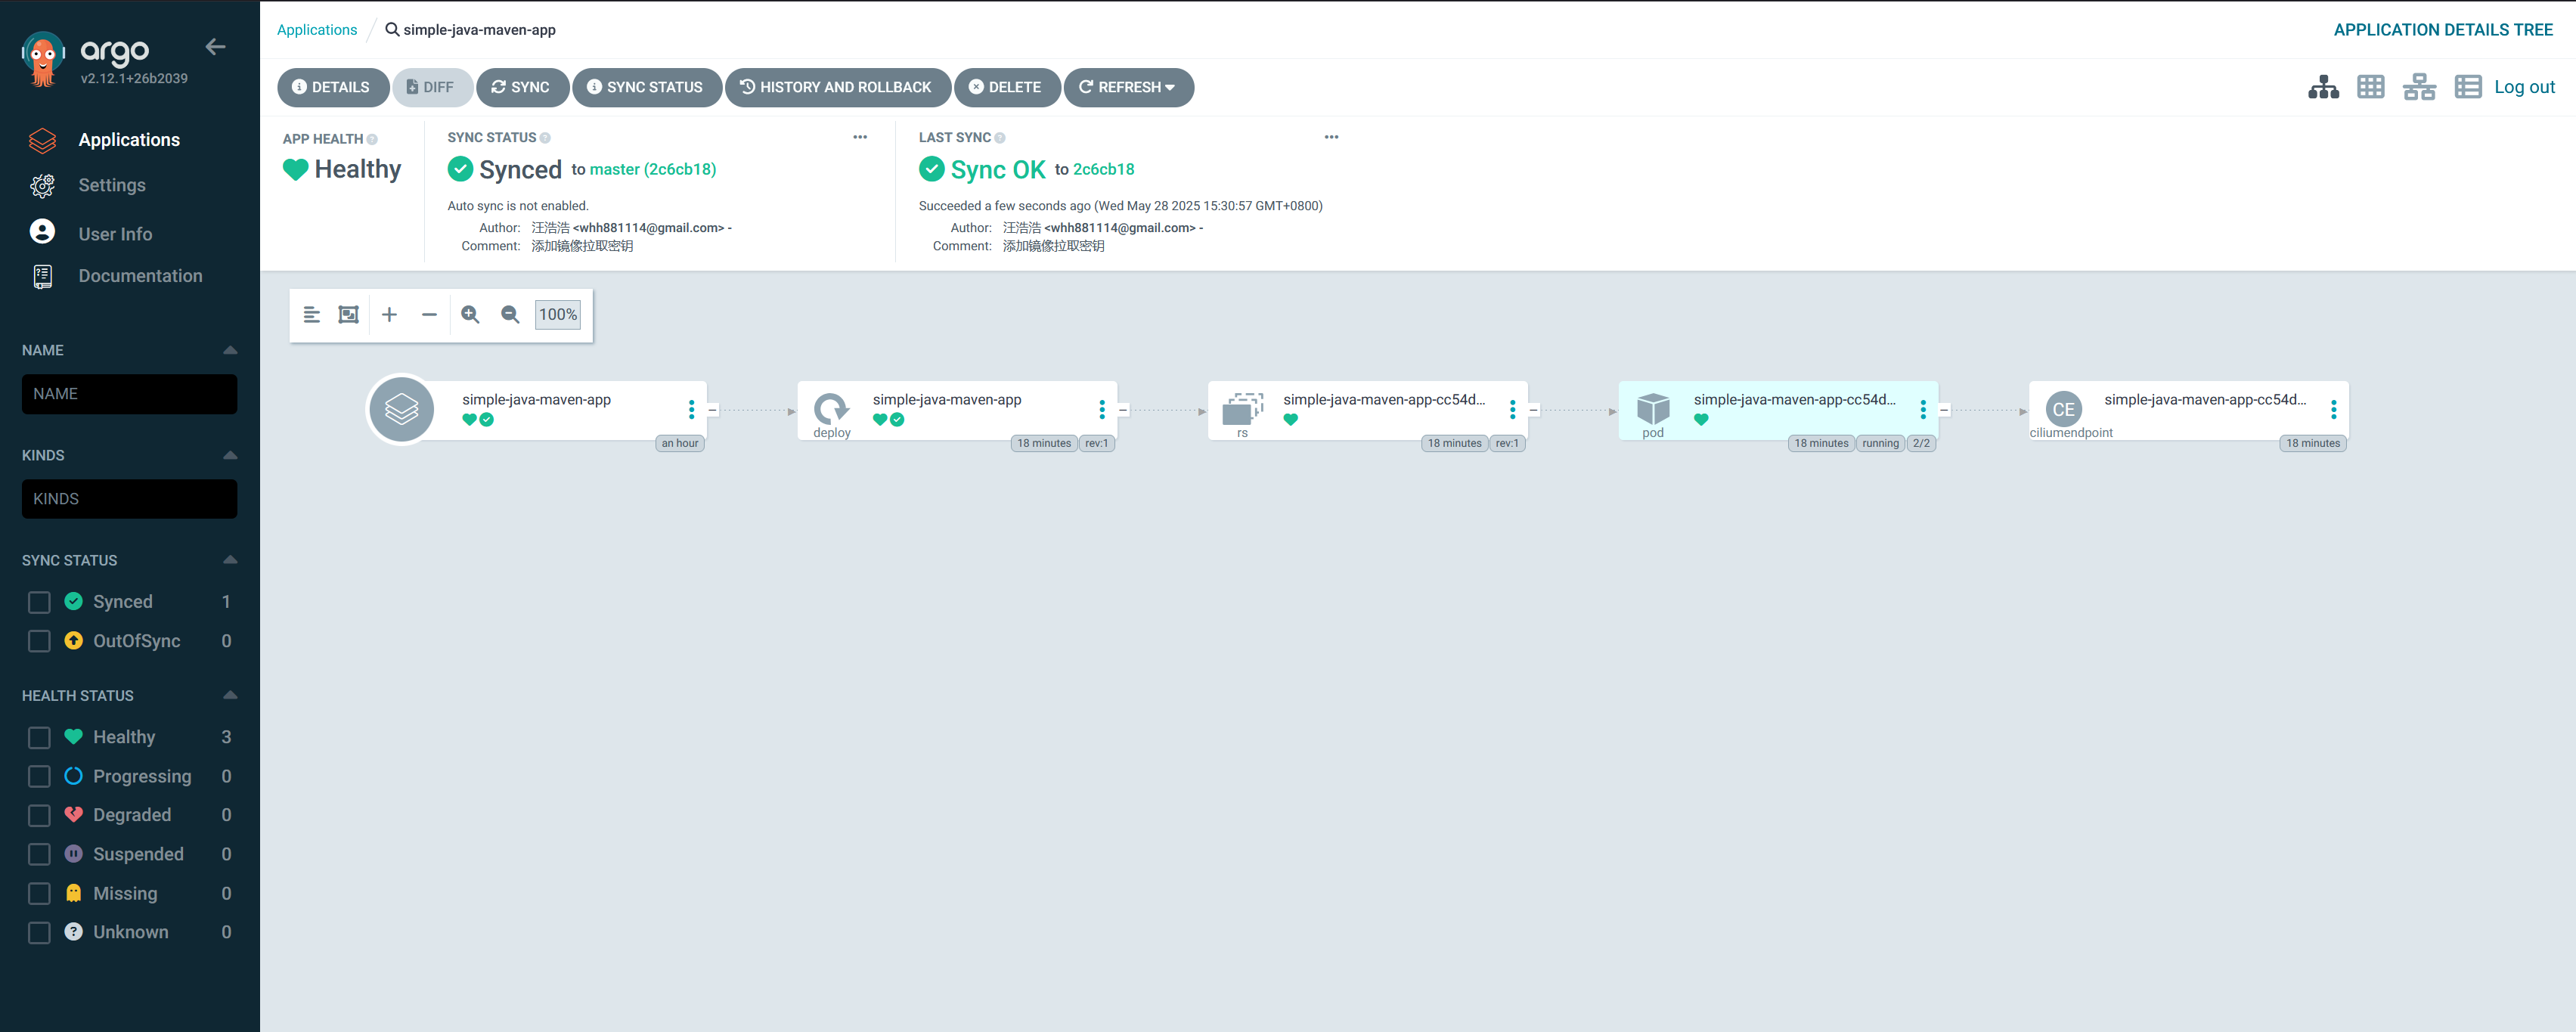 argo
v2.12.1+26b2039
Applications
Settings
User Info
Documentation
NAME
NAME
KINDS
KINDS
SYNC STATUS
Synced 1
OutOfSync 0
HEALTH STATUS
Healthy 3
Progressing 0
Degraded 0
Suspended 0
Missing 0
Unknown 0
Applications / simple-java-maven-app
APPLICATION DETAILS TREE
DETAILS DIFF SYNC SYNC STATUS HISTORY AND ROLLBACK DELETE REFRESH
Log out
APP HEALTH
Healthy
SYNC STATUS
Synced to master (2c6cb18)
Auto sync is not enabled.
Author: 汪浩浩 <whh881114@gmail.com> -
Comment: 添加镜像拉取密钥
LAST SYNC
Sync OK to 2c6cb18
Succeeded a few seconds ago (Wed May 28 2025 15:30:57 GMT+0800)
Author: 汪浩浩 <whh881114@gmail.com> -
Comment: 添加镜像拉取密钥
100%
simple-java-maven-app
an hour
simple-java-maven-app
deploy
18 minutes rev:1
simple-java-maven-app-cc54d...
rs
18 minutes rev:1
simple-java-maven-app-cc54d...
pod
18 minutes running 2/2
CE
simple-java-maven-app-cc54d...
ciliumendpoint
18 minutes